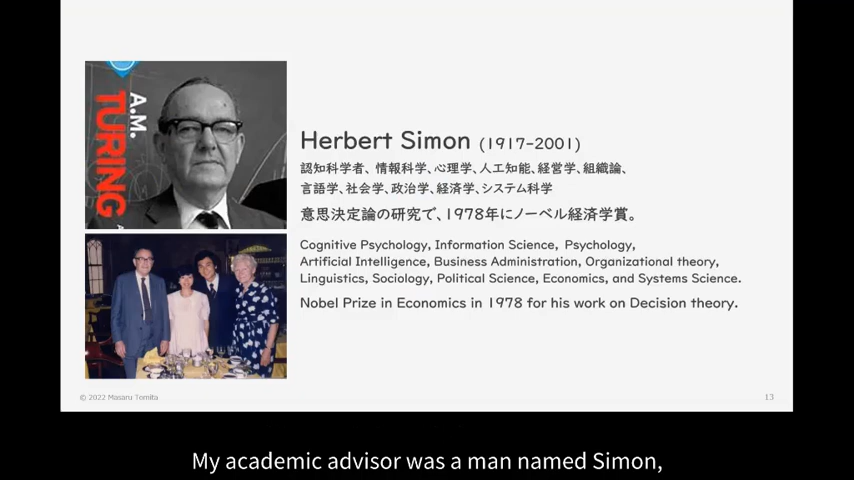 A.M.
TURING
Herbert Simon (1917-2001)
認知科学者、情報科学、心理学、人工知能、経営学、組織論、
言語学、社会学、政治学、経済学、システム科学
意思決定論の研究で、1978年にノーベル経済学賞。
Cognitive Psychology, Information Science, Psychology,
Artificial Intelligence, Business Administration, Organizational theory,
Linguistics, Sociology, Political Science, Economics, and Systems Science.
Nobel Prize in Economics in 1978 for his work on Decision theory.
© 2022 Masaru Tomita
13
My academic advisor was a man named Simon,